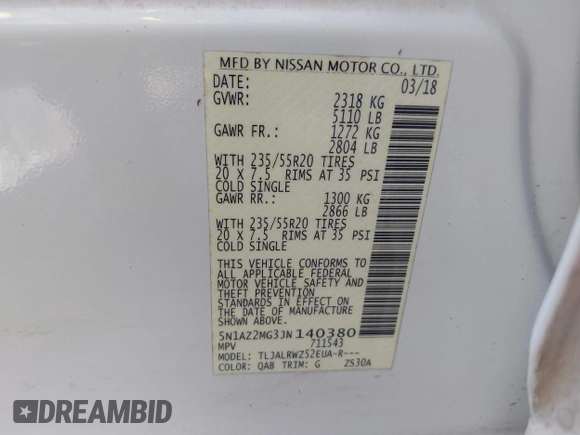 MFD BY NISSAN MOTOR CO., LTD.
DATE: 03/18
GVWR: 2318 KG
5110 LB
GAWR FR.: 1272 KG
2804 LB
WITH 235/55R20 TIRES
20 X 7.5 RIMS AT 35 PSI
COLD SINGLE
GAWR RR.: 1300 KG
2866 LB
WITH 235/55R20 TIRES
20 X 7.5 RIMS AT 35 PSI
COLD SINGLE
THIS VEHICLE CONFORMS TO
ALL APPLICABLE FEDERAL
MOTOR VEHICLE SAFETY AND
THEFT PREVENTION
STANDARDS IN EFFECT ON
THE DATE OF MANUFACTURE
SHOWN ABOVE.
5N1AZ2MG3JN140380
MPV 711543
MODEL: TLJALRWZ52EUA-R---
COLOR: QAB TRIM: G ZS30A
DREAMBID